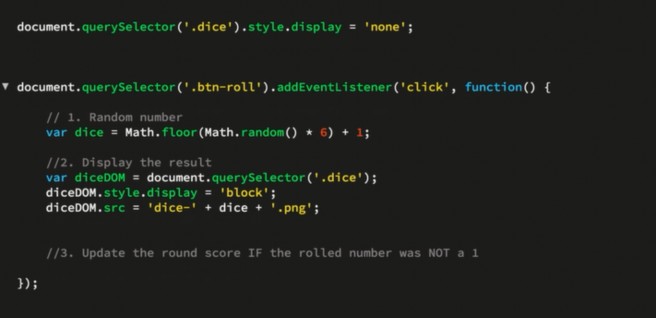 document.querySelector('.dice').style.display = 'none';
document.querySelector('.btn-roll').addEventListener('click', function() {
// 1. Random number
var dice = Math.floor(Math.random() * 6) + 1;
//2. Display the result
var diceDOM = document.querySelector('.dice');
diceDOM.style.display = 'block';
diceDOM.src = 'dice-' + dice + '.png';
//3. Update the round score IF the rolled number was NOT a 1
});